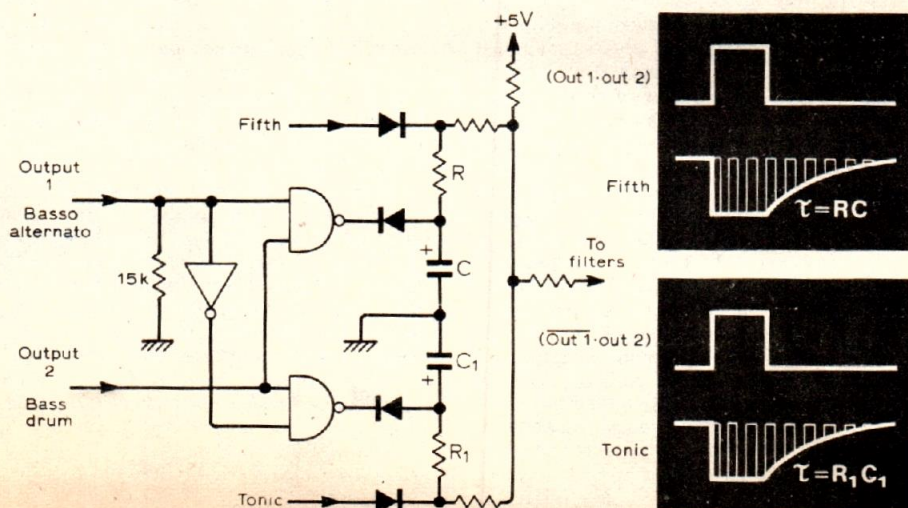 +5V
(Out 1·out 2)
Fifth
Output
1
Basso
alternato
R
Fifth
τ=RC
C
To
filters
15k
C₁
(O̅u̅t̅ ̅1̅·out 2)
Output
2
Bass
drum
R₁
Tonic
τ=R₁C₁
Tonic